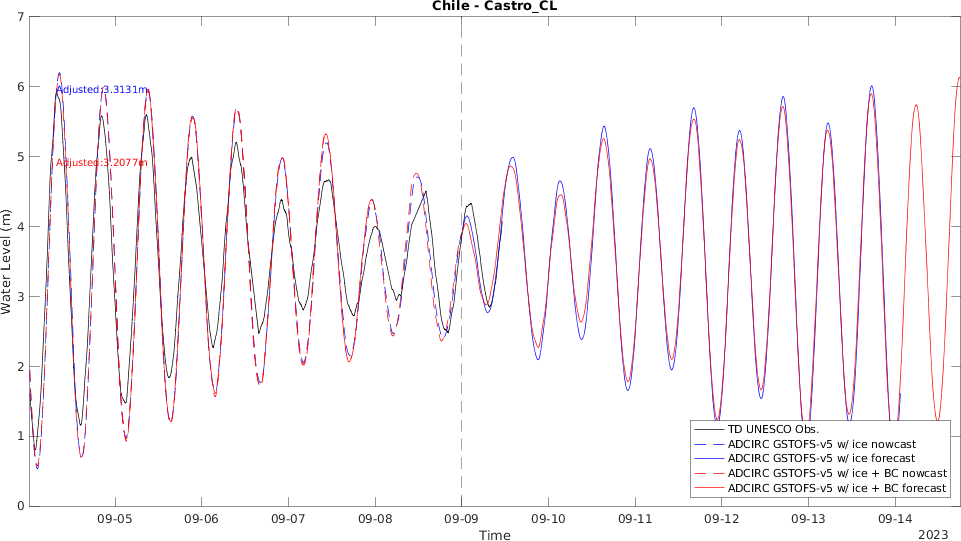 Chile - Castro_CL
7
6
5
4
3
2
1
0
Water Level (m)
Adjusted:3.3131m
Adjusted:3.2077m
TD UNESCO Obs.
ADCIRC GSTOFS-v5 w/ ice nowcast
ADCIRC GSTOFS-v5 w/ ice forecast
ADCIRC GSTOFS-v5 w/ ice + BC nowcast
ADCIRC GSTOFS-v5 w/ ice + BC forecast
09-05 09-06 09-07 09-08 09-09 09-10 09-11 09-12 09-13 09-14
Time
2023